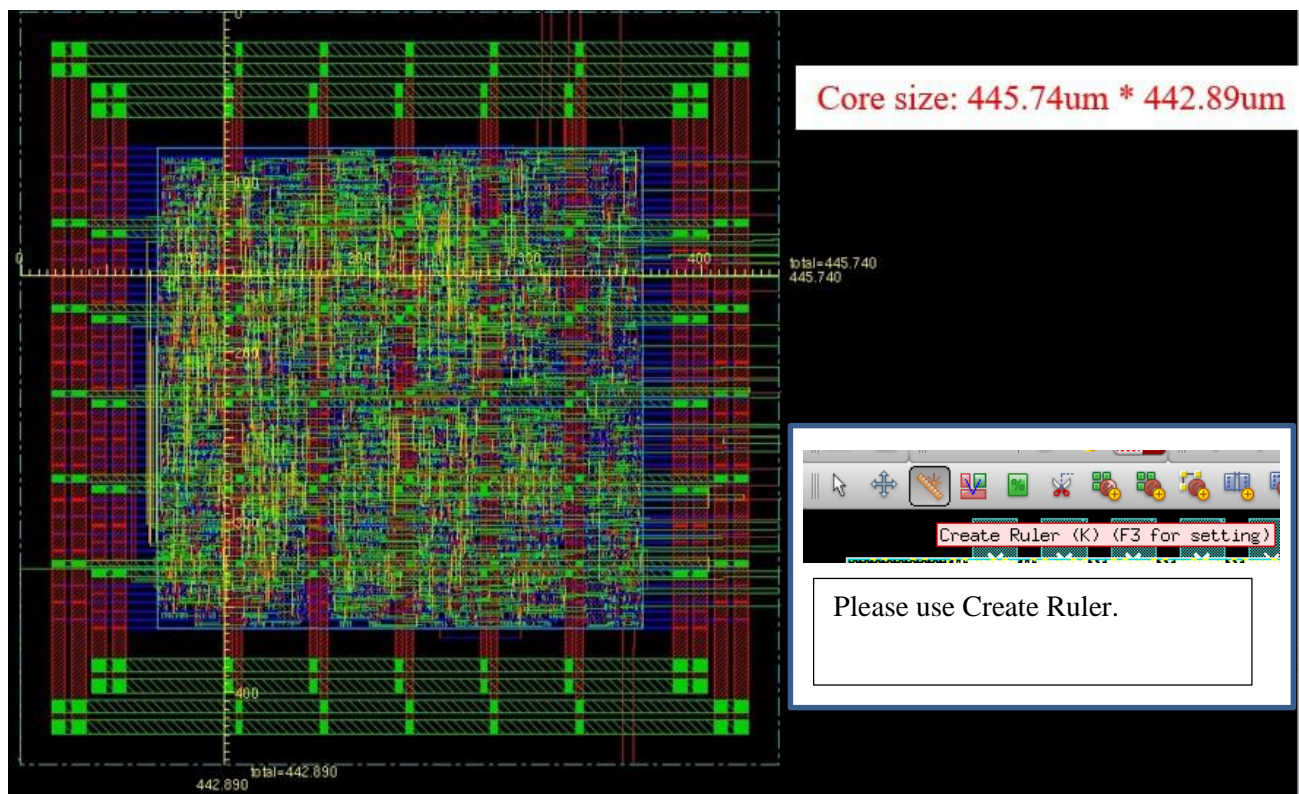 0
Core size: 445.74um * 442.89um
100
0
100
200
300
400
total=445.740
445.740
200
300
Create Ruler (K) (F3 for setting)
Please use Create Ruler.
400
total=442.890
442.890